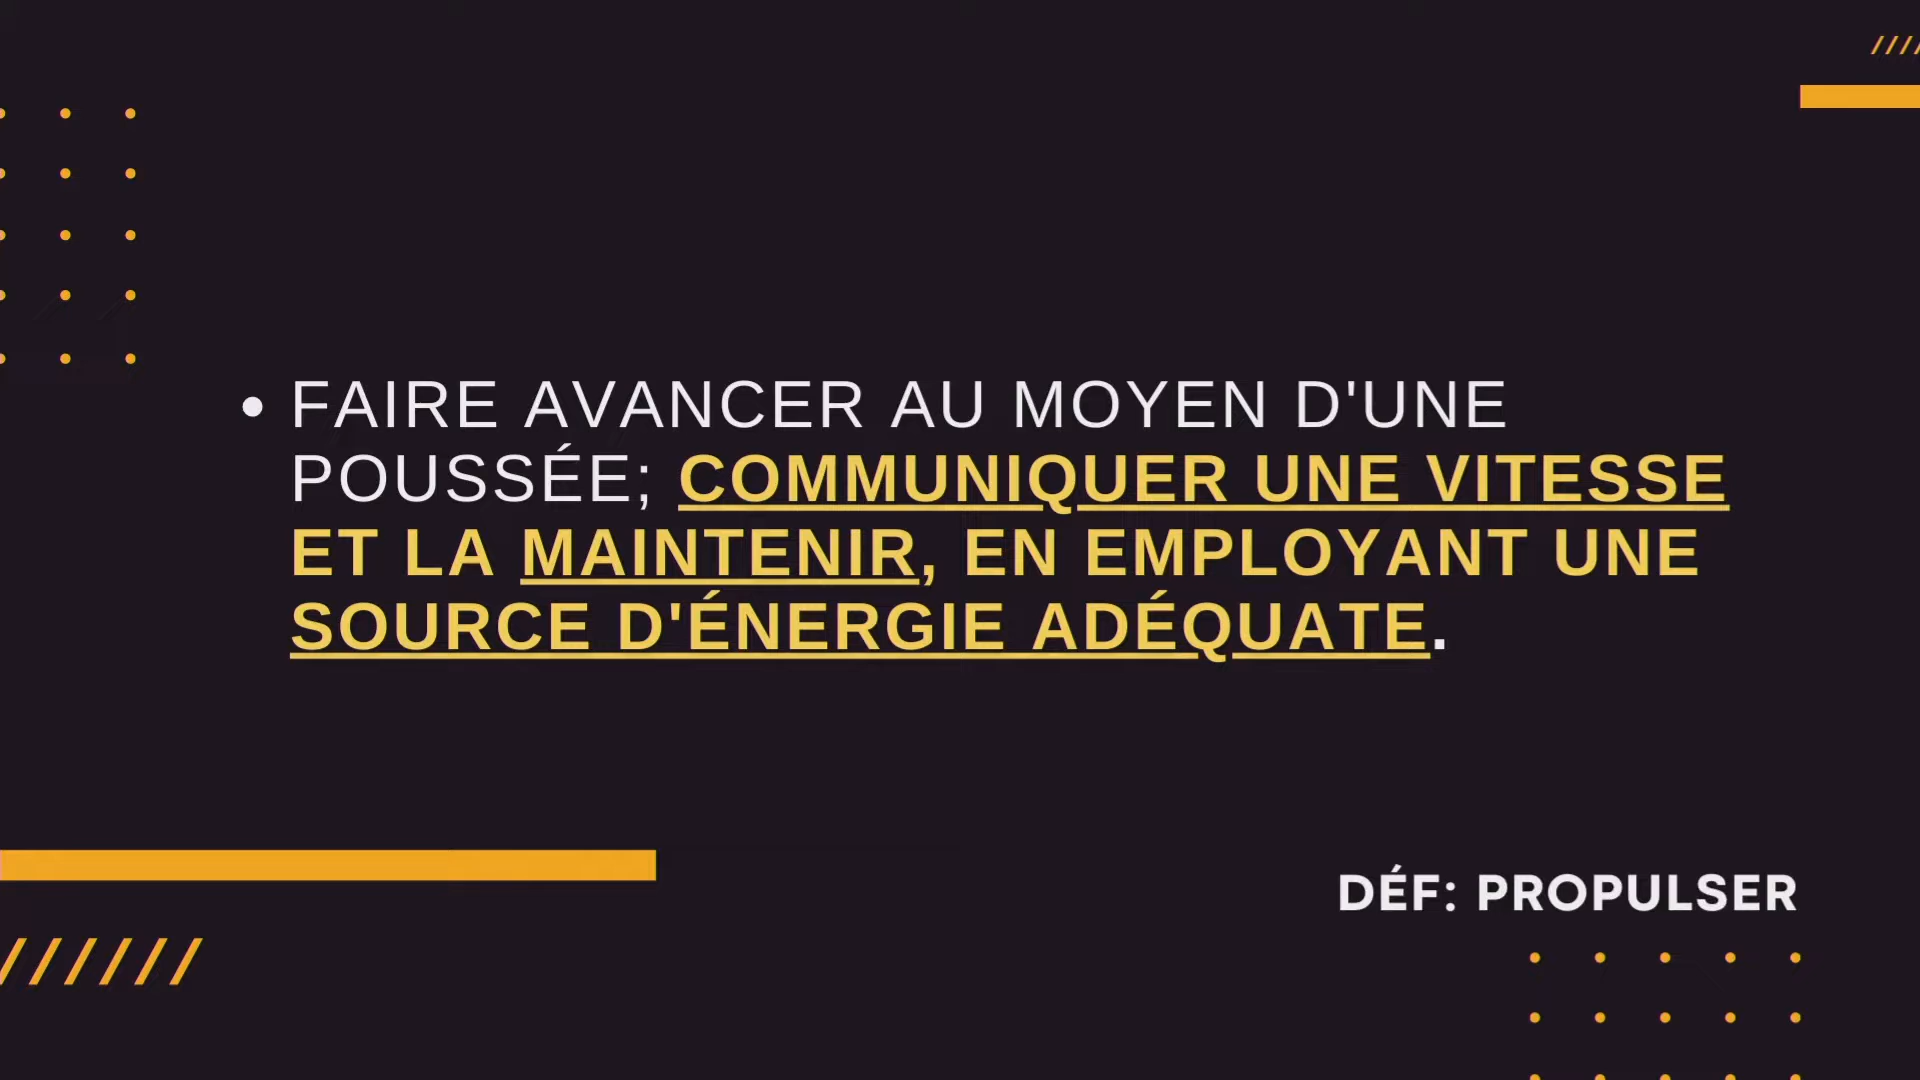 • FAIRE AVANCER AU MOYEN D'UNE
POUSSÉE; COMMUNIQUER UNE VITESSE
ET LA MAINTENIR, EN EMPLOYANT UNE
SOURCE D'ÉNERGIE ADÉQUATE.
DÉF: PROPULSER